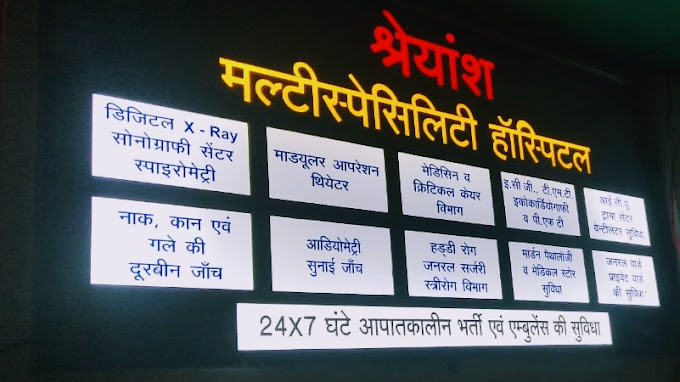 श्रेयांश
मल्टीस्पेसिलिटी हॉस्पिटल
डिजिटल X - Ray
सोनोग्राफी सेंटर
स्पाइरोमेट्री
माडयूलर आपरेशन
थियेटर
मेडिसिन व
क्रिटिकल केयर
विभाग
इ.सी जी., टी.एम.टी.
इकोकार्डियोग्राफी
व पी.एफ टी
आई सी यू
ट्रामा सेंटर
वेन्टीलेटर सुविधा
नाक, कान एवं
गले की
दूरबीन जाँच
आडियोमेट्री
सुनाई जाँच
हड्डी रोग
जनरल सर्जरी
स्त्रीरोग विभाग
मार्डन पैथालॉजी
व मेडिकल स्टोर
सुविधा
जनरल वार्ड
प्राइवेट वार्ड
की सुविधा
24X7 घंटे आपातकालीन भर्ती एवं एम्बुलेंस की सुविधा